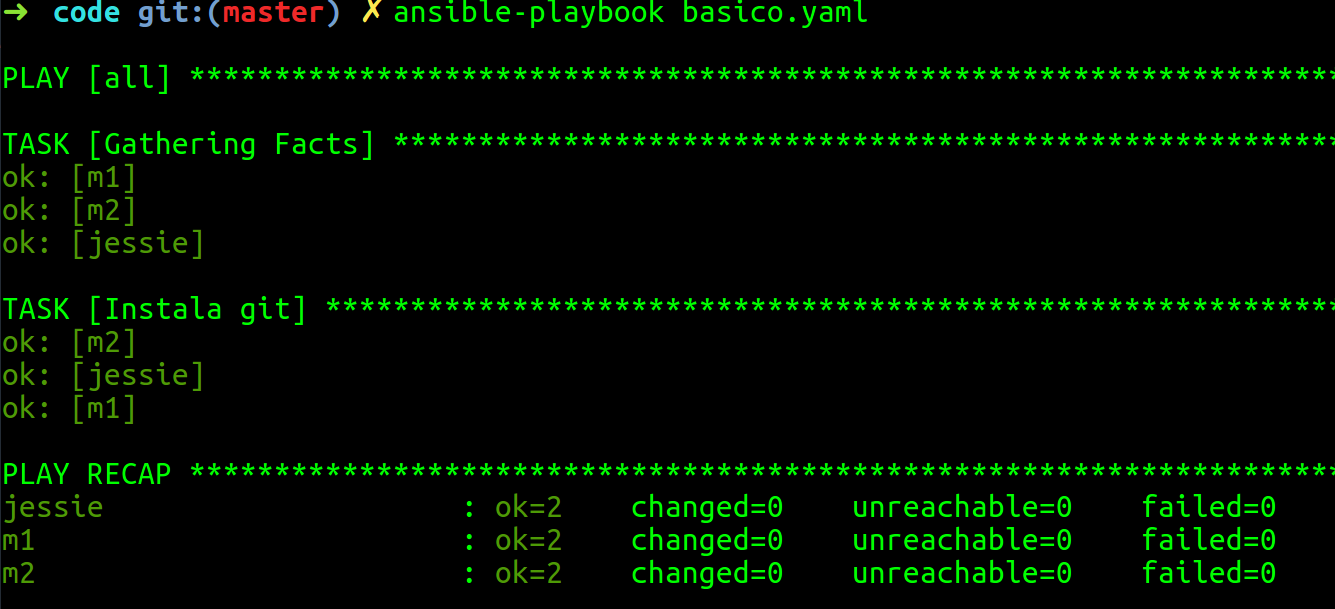 ➜  code git:(master) ✗ ansible-playbook basico.yaml
PLAY [all] *********************************************************************
TASK [Gathering Facts] *********************************************************
ok: [m1]
ok: [m2]
ok: [jessie]
TASK [Instala git] *************************************************************
ok: [m2]
ok: [jessie]
ok: [m1]
PLAY RECAP *********************************************************************
jessie                     : ok=2    changed=0    unreachable=0    failed=0
m1                         : ok=2    changed=0    unreachable=0    failed=0
m2                         : ok=2    changed=0    unreachable=0    failed=0